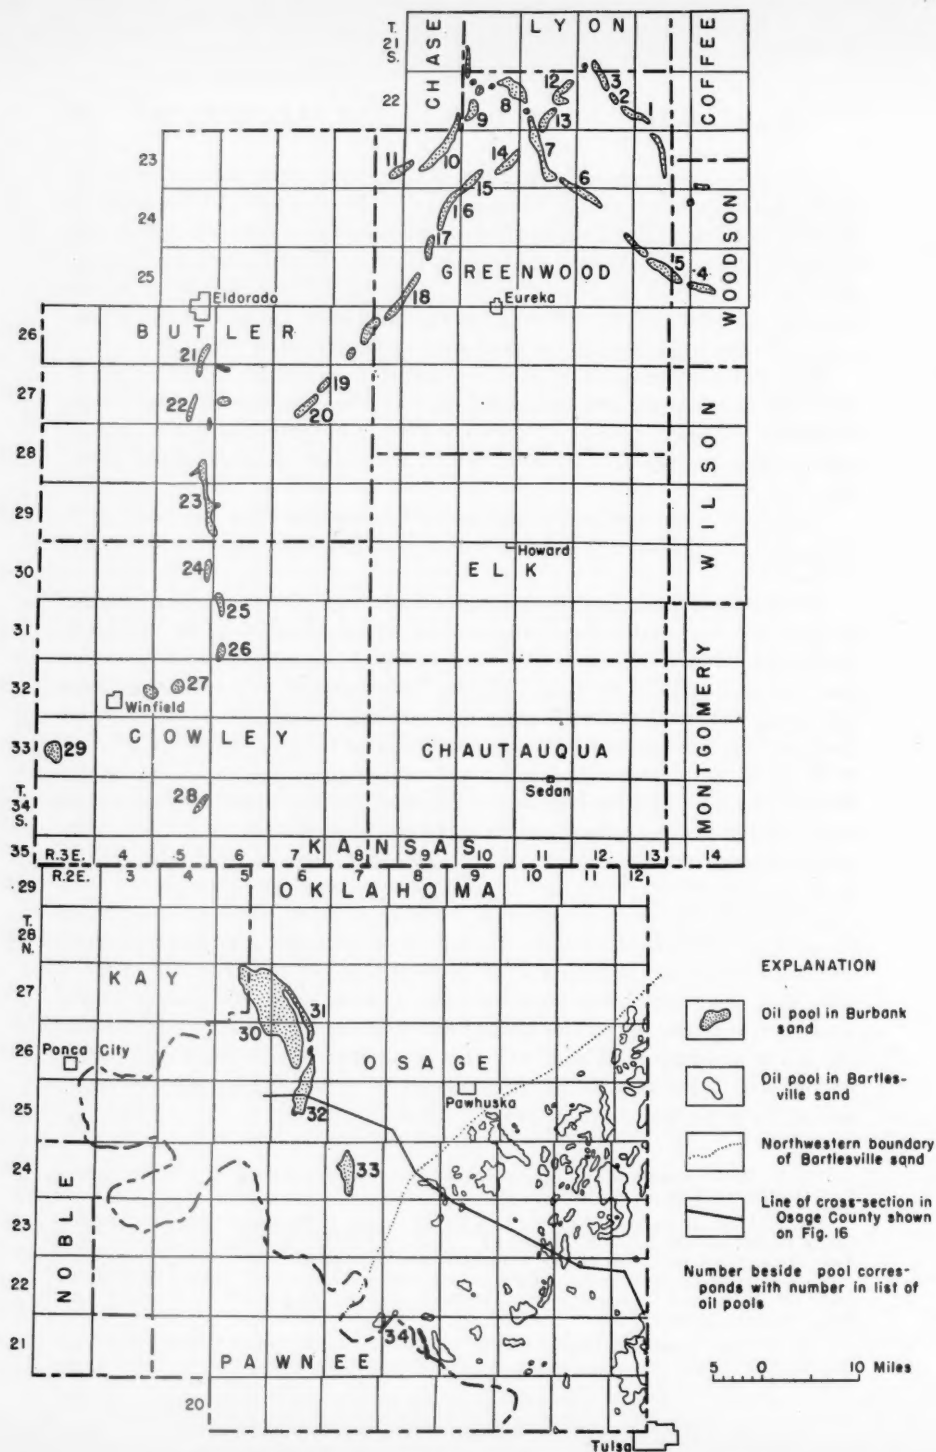 T.
21
S.
CHASE
LYON
COFFEE
22
12
3
2
1
8
9
13
23
11
10
7
14
6
15
24
16
17
WOODSON
25
GREENWOOD
5
4
18
Eldorado
Eureka
26
BUTLER
21
27
22
19
20
28
WILSON
23
29
Howard
30
24
ELK
25
31
26
32
27
Winfield
MONTGOMERY
COWLEY
33
29
CHAUTAUQUA
T.
34
S.
28
Sedan
35
KANSAS
R.3E. 4 5 6 7 8 9 10 11 12 13 14
R.2E. 3 4 5 6 7 8 9 10 11 12
29
OKLAHOMA
T.
28
N.
KAY
27
31
30
26
Ponca City
OSAGE
25
Pawhuska
32
24
33
NOBLE
23
22
21
34
PAWNEE
20
Tulsa
EXPLANATION
Oil pool in Burbank
sand
Oil pool in Bartles-
ville sand
Northwestern boundary
of Bartlesville sand
Line of cross-section in
Osage County shown
on Fig. 16
Number beside pool corres-
ponds with number in list of
oil pools
5 0 10 Miles